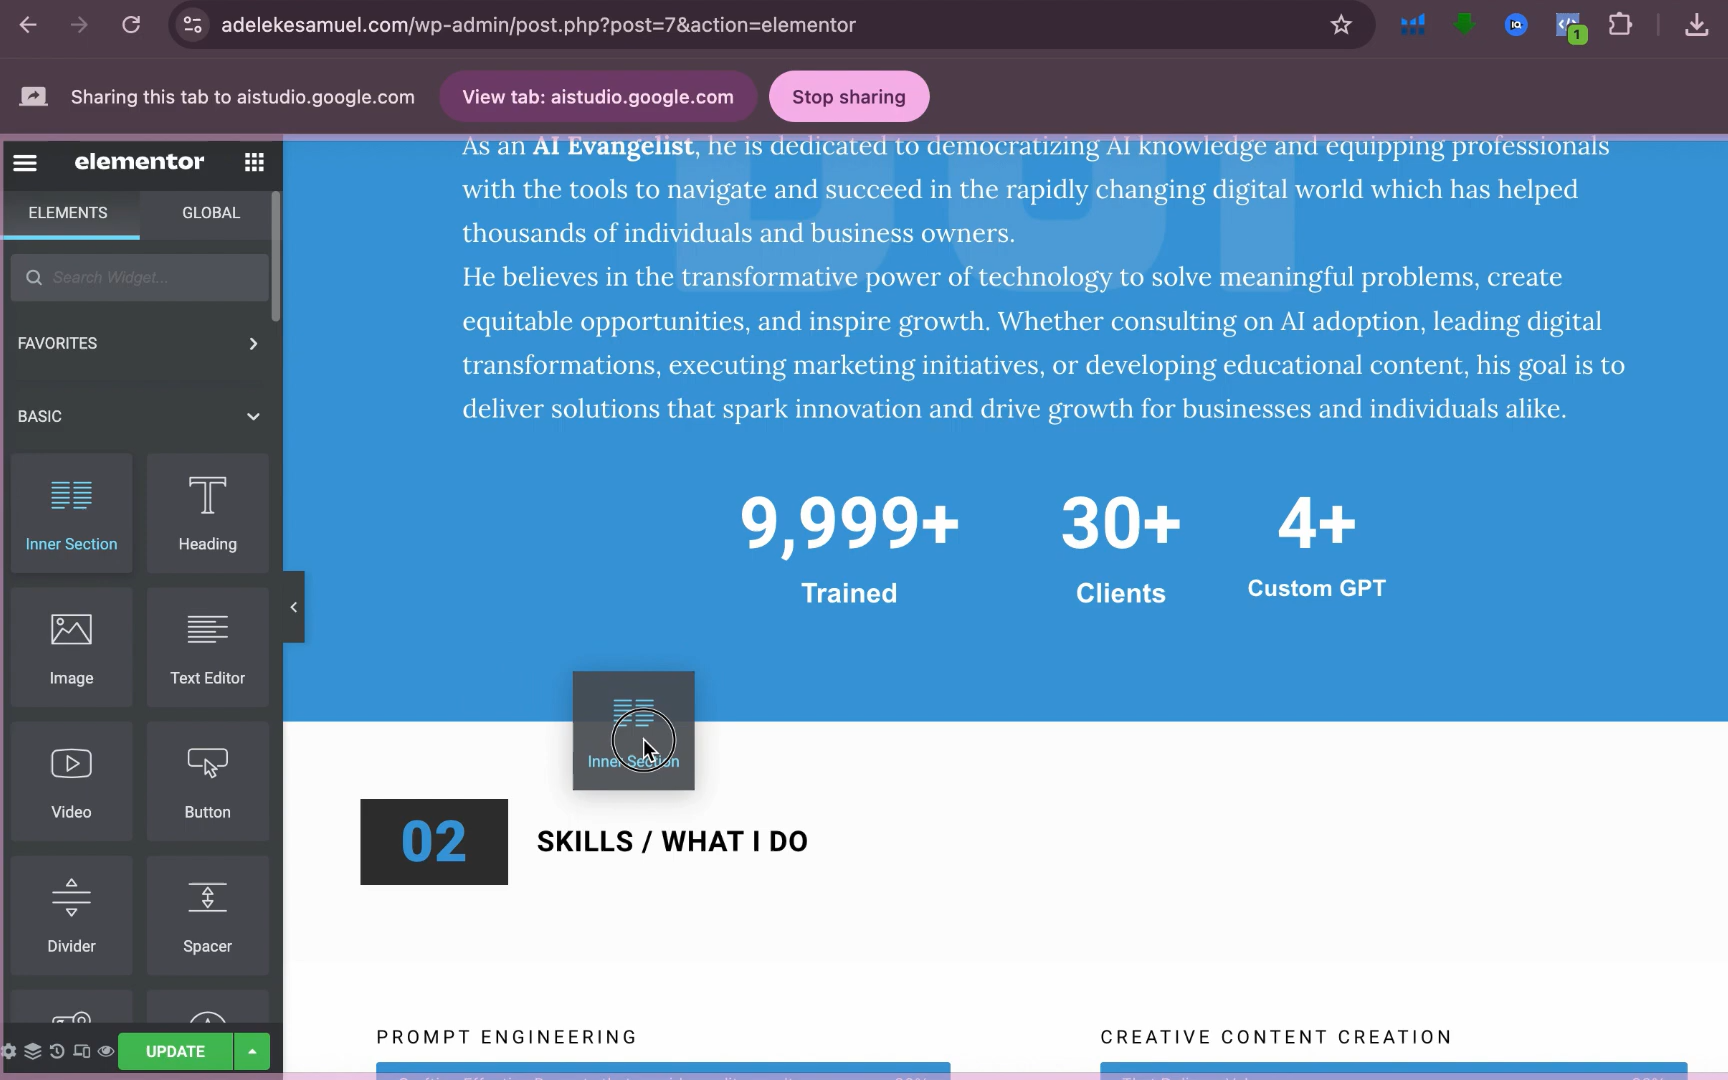 adelekesamuel.com/wp-admin/post.php?post=7&action=elementor
1
Sharing this tab to aistudio.google.com
View tab: aistudio.google.com
Stop sharing
elementor
ELEMENTS
GLOBAL
Search Widget...
FAVORITES
BASIC
Inner Section
Heading
Image
Text Editor
Video
Button
Divider
Spacer
UPDATE
As an AI Evangelist, he is dedicated to democratizing AI knowledge and equipping professionals
with the tools to navigate and succeed in the rapidly changing digital world which has helped
thousands of individuals and business owners.
He believes in the transformative power of technology to solve meaningful problems, create
equitable opportunities, and inspire growth. Whether consulting on AI adoption, leading digital
transformations, executing marketing initiatives, or developing educational content, his goal is to
deliver solutions that spark innovation and drive growth for businesses and individuals alike.
9,999+
Trained
30+
Clients
4+
Custom GPT
Inner Section
02
SKILLS / WHAT I DO
PROMPT ENGINEERING
CREATIVE CONTENT CREATION